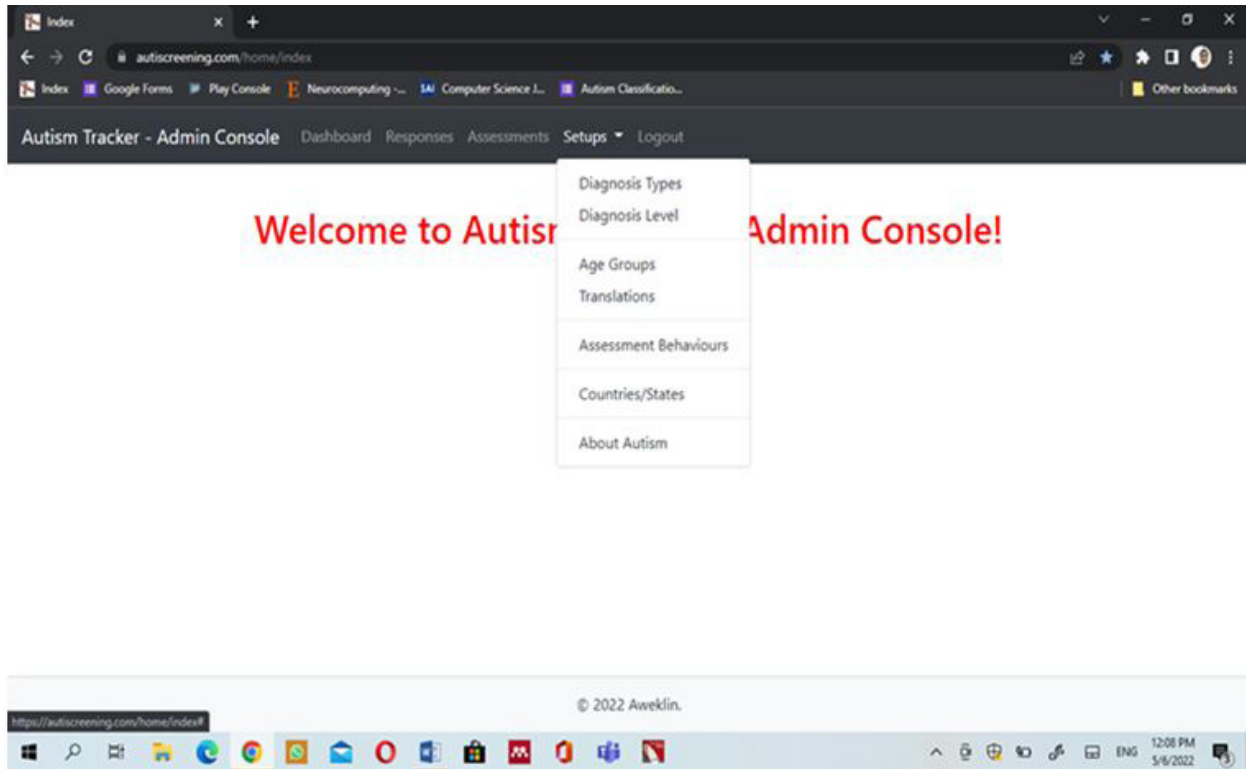 Index
autiscreening.com/home/index
Index Google Forms Play Console Neurocomputing -... Computer Science J... Autism Classificatio... Other bookmarks
Autism Tracker - Admin Console Dashboard Responses Assessments Setups Logout
Diagnosis Types
Diagnosis Level
Welcome to Autis Admin Console!
Age Groups
Translations
Assessment Behaviours
Countries/States
About Autism
© 2022 Aweklin.
https://autiscreening.com/home/index#
ENG 12:08 PM
5/6/2022